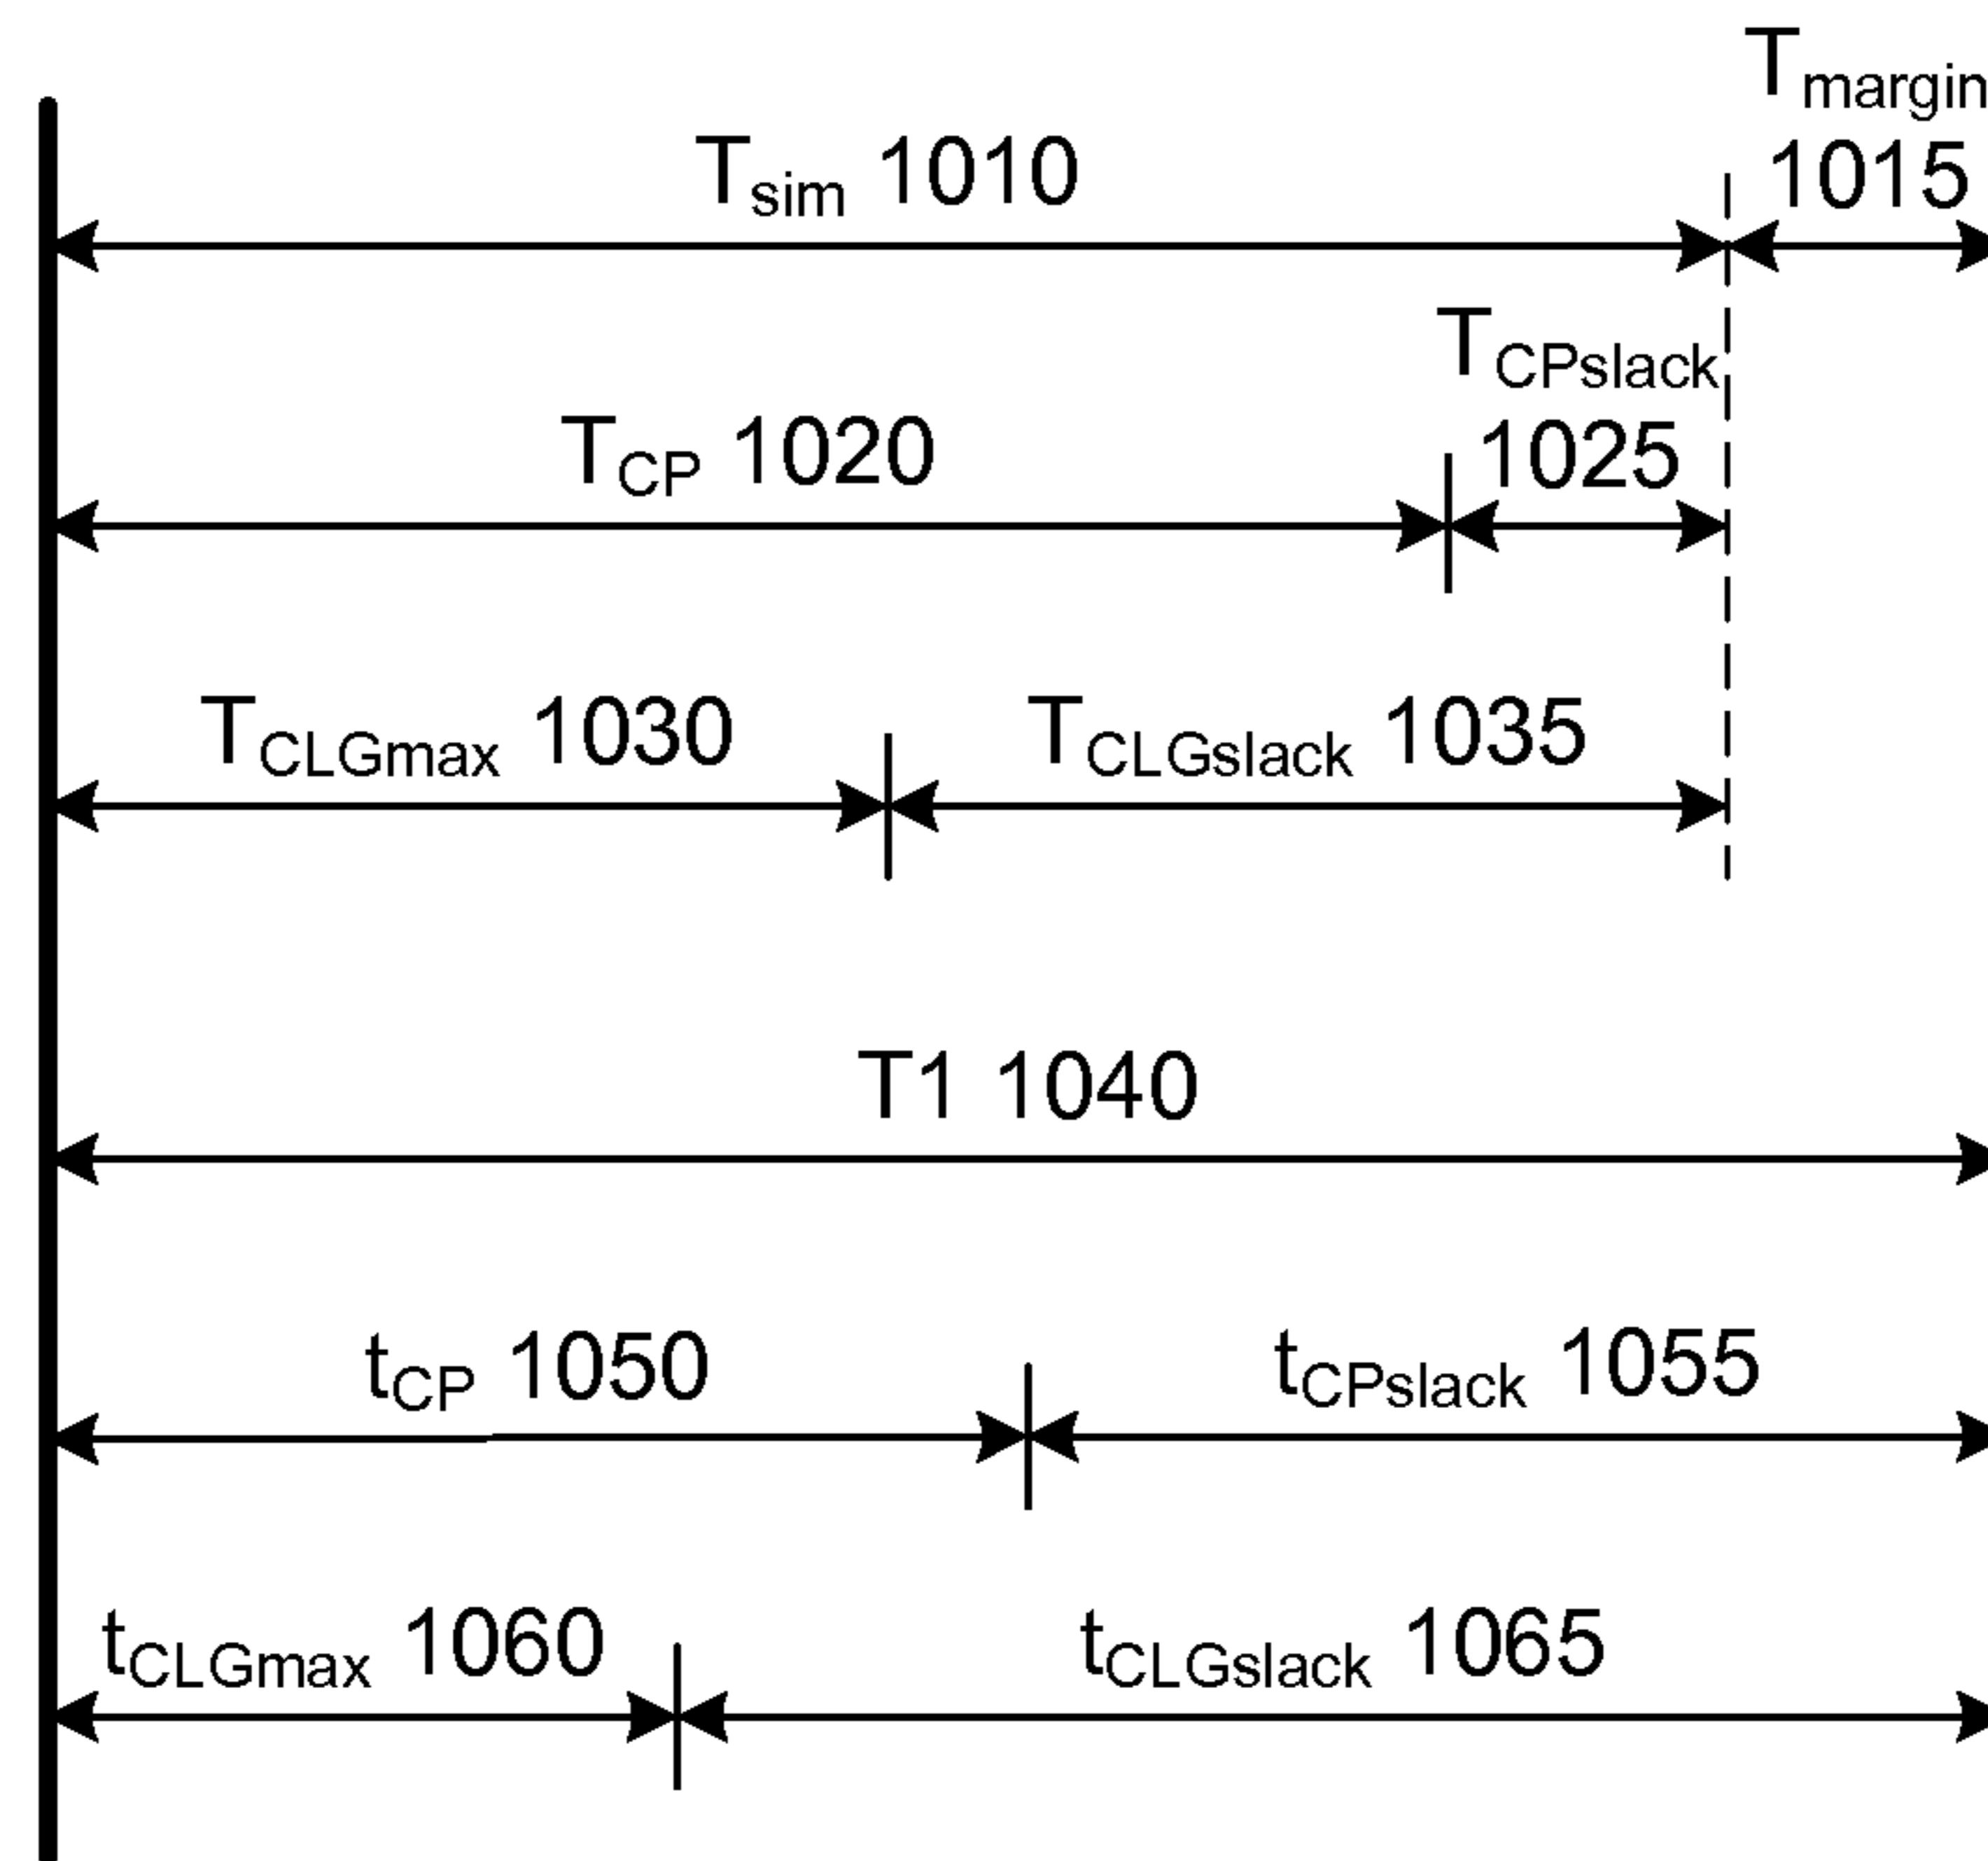 Tmargin
Tsim 1010
1015
TCPslack
TCP 1020
1025
TCLGmax 1030
TCLGslack 1035
T1 1040
tCP 1050
tCPslack 1055
tCLGmax 1060
tCLGslack 1065